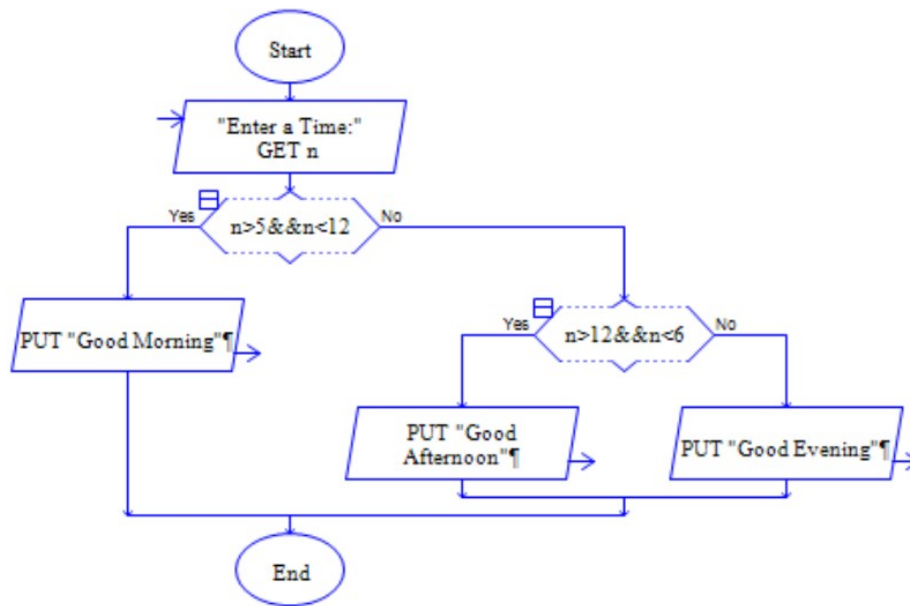 Start
"Enter a Time:"
GET n
Yes
n>5&&n<12
No
PUT "Good Morning"¶
Yes
n>12&&n<6
No
PUT "Good
Afternoon"¶
PUT "Good Evening"¶
End